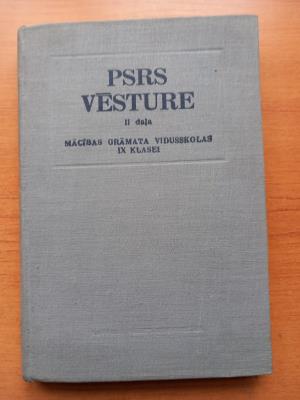 PSRS
VĒSTURE
II daļa
MĀCĪBAS GRĀMATA VIDUSSKOLAS
IX KLASEI